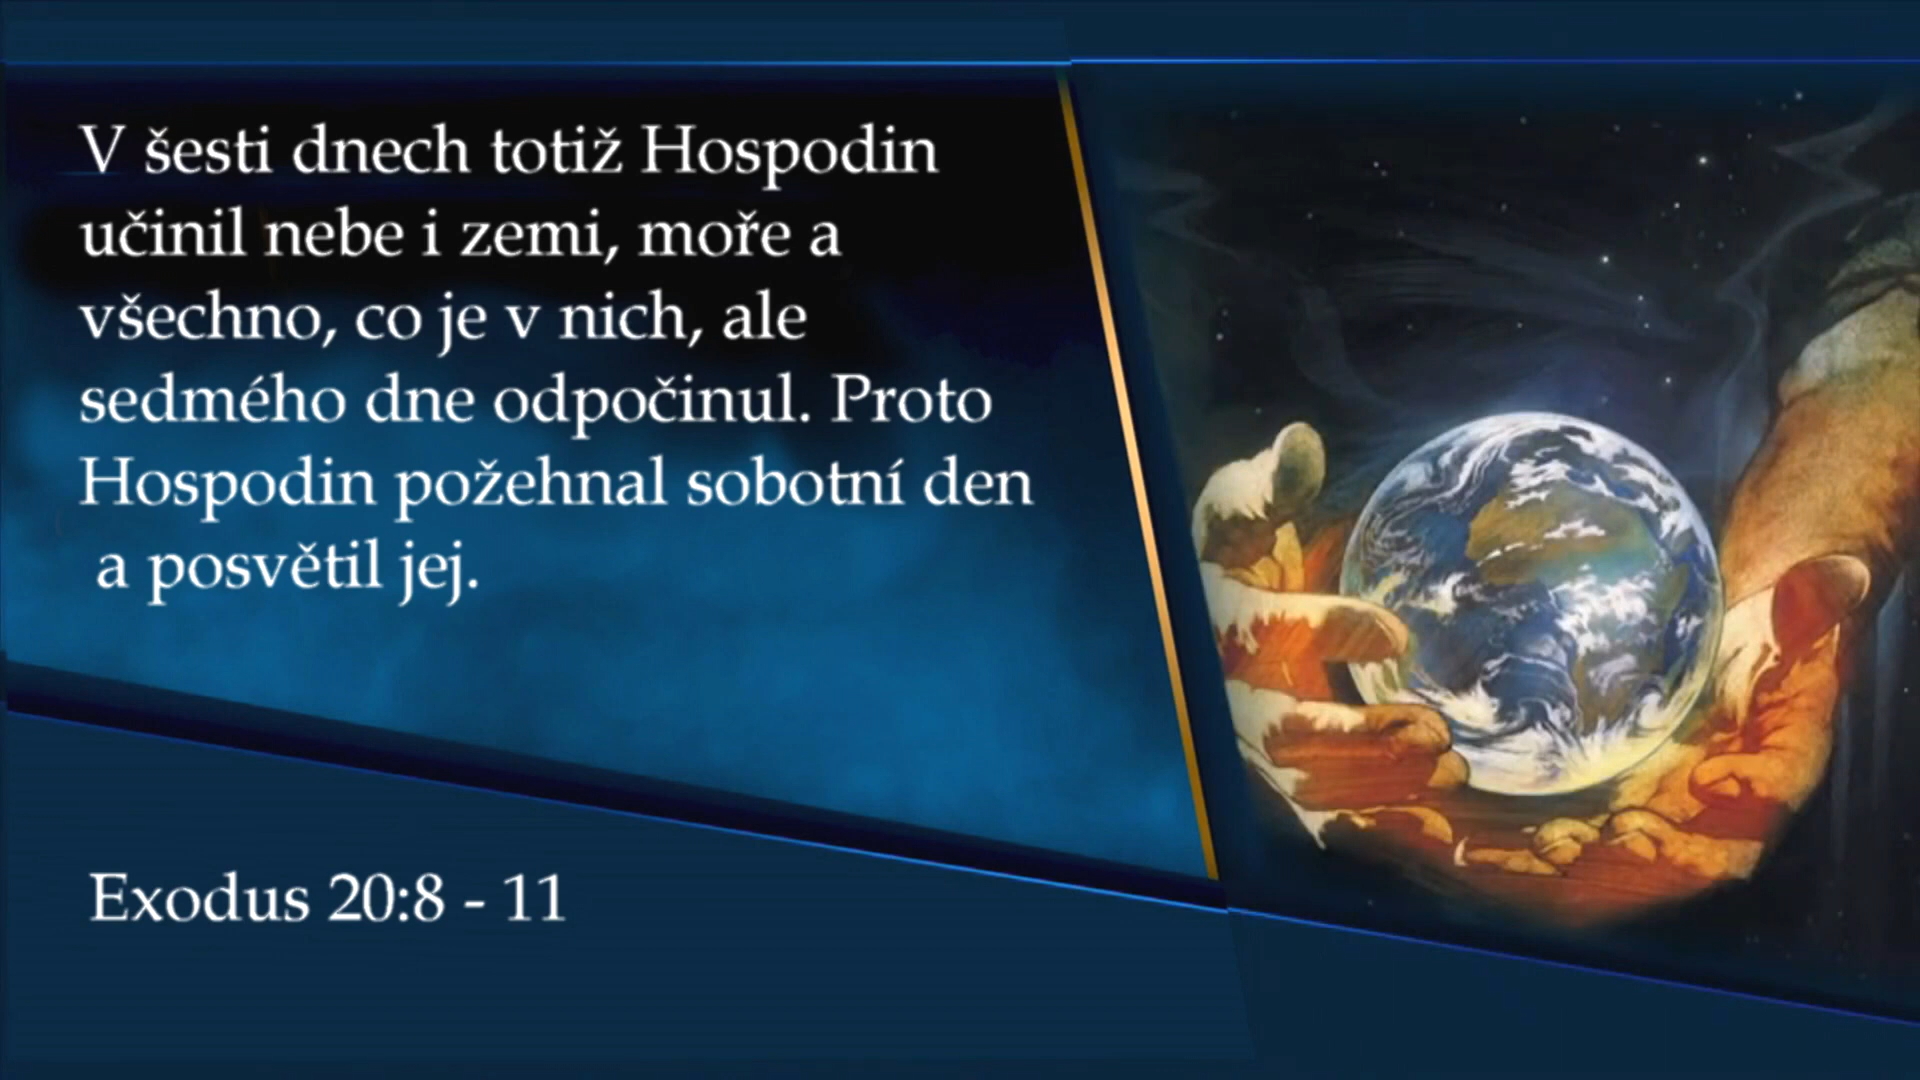 V šesti dnech totiž Hospodin
učinil nebe i zemi, moře a
všechno, co je v nich, ale
sedmého dne odpočinul. Proto
Hospodin požehnal sobotní den
a posvětil jej.
Exodus 20:8 - 11